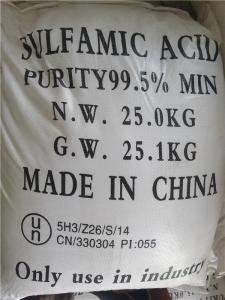 SULFAMIC ACID
PURITY99.5% MIN
N.W. 25.0KG
G.W. 25.1KG
MADE IN CHINA
un 5H3/Z26/S/14
CN/330304 PI:055
Only use in industry